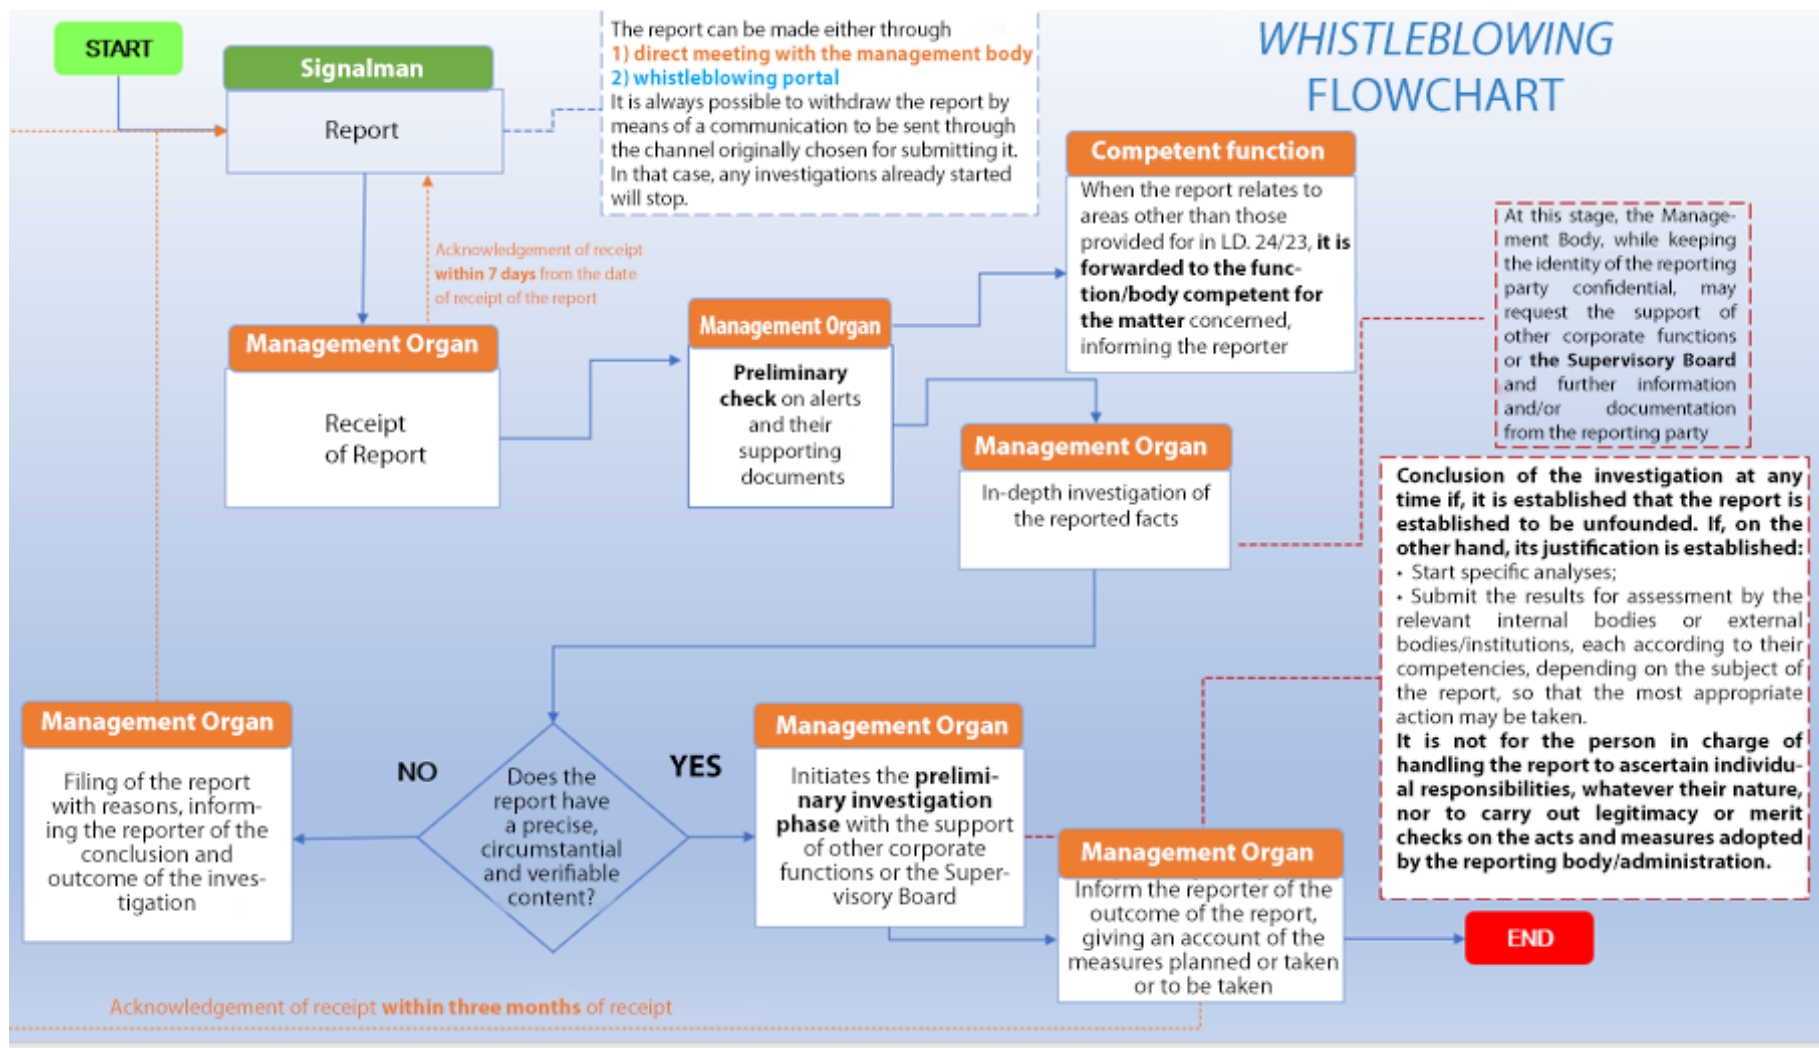 START
Signalman
Report
The report can be made either through
1) direct meeting with the management body
2) whistleblowing portal
It is always possible to withdraw the report by
means of a communication to be sent through
the channel originally chosen for submitting it.
In that case, any investigations already started
will stop.
WHISTLEBLOWING
FLOWCHART
Acknowledgement of receipt
within 7 days from the date
of receipt of the report
Management Organ
Receipt
of Report
Management Organ
Preliminary
check on alerts
and their
supporting
documents
Competent function
When the report relates to
areas other than those
provided for in LD. 24/23, it is
forwarded to the func-
tion/body competent for
the matter concerned,
informing the reporter
At this stage, the Manage-
ment Body, while keeping
the identity of the reporting
party confidential, may
request the support of
other corporate functions
or the Supervisory Board
and further information
and/or documentation
from the reporting party
Management Organ
In-depth investigation of
the reported facts
Conclusion of the investigation at any
time if, it is established that the report is
established to be unfounded. If, on the
other hand, its justification is established:
• Start specific analyses;
• Submit the results for assessment by the
relevant internal bodies or external
bodies/institutions, each according to their
competencies, depending on the subject of
the report, so that the most appropriate
action may be taken.
It is not for the person in charge of
handling the report to ascertain individu-
al responsibilities, whatever their nature,
nor to carry out legitimacy or merit
checks on the acts and measures adopted
by the reporting body/administration.
Management Organ
Filing of the report
with reasons, inform-
ing the reporter of the
conclusion and
outcome of the inves-
tigation
NO
Does the
report have
a precise,
circumstantial
and verifiable
content?
YES
Management Organ
Initiates the prelimi-
nary investigation
phase with the support
of other corporate
functions or the Super-
visory Board
Management Organ
Inform the reporter of the
outcome of the report,
giving an account of the
measures planned or taken
or to be taken
END
Acknowledgement of receipt within three months of receipt